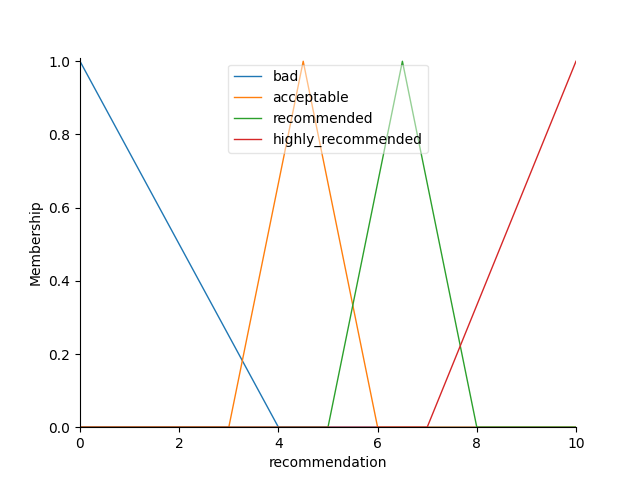 1.0
0.8
0.6
0.4
0.2
0.0
Membership
bad
acceptable
recommended
highly_recommended
0 2 4 6 8 10
recommendation